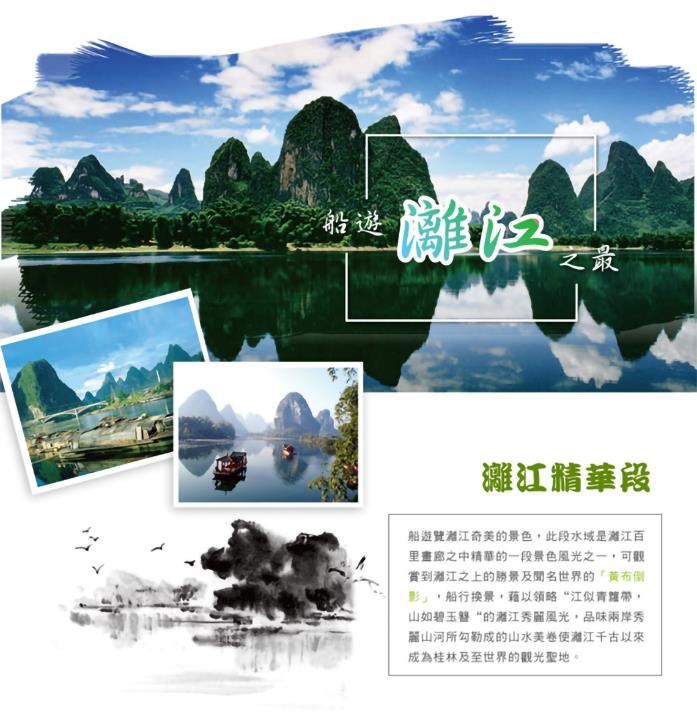 船遊
灕江
之最
灕江精華段
船遊覽灕江奇美的景色，此段水域是灕江百
里畫廊之中精華的一段景色風光之一，可觀
賞到灕江之上的勝景及聞名世界的「黃布倒
影」，船行換景，藉以領略“江似青羅帶，
山如碧玉簪“的灕江秀麗風光，品味兩岸秀
麗山河所勾勒成的山水美卷使灕江千古以來
成為桂林及至世界的觀光聖地。